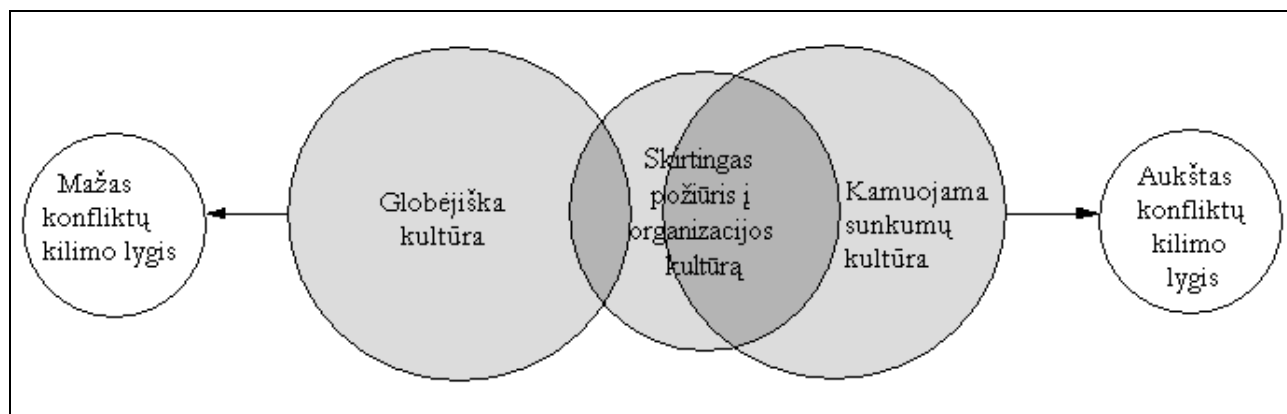 Mažas
konfliktų
kilimo lygis
Globėjiška
kultūra
Skirtingas
požiūris į
organizacijos
kultūrą
Kamuojama
sunkumų
kultūra
Aukštas
konfliktų
kilimo
lygis